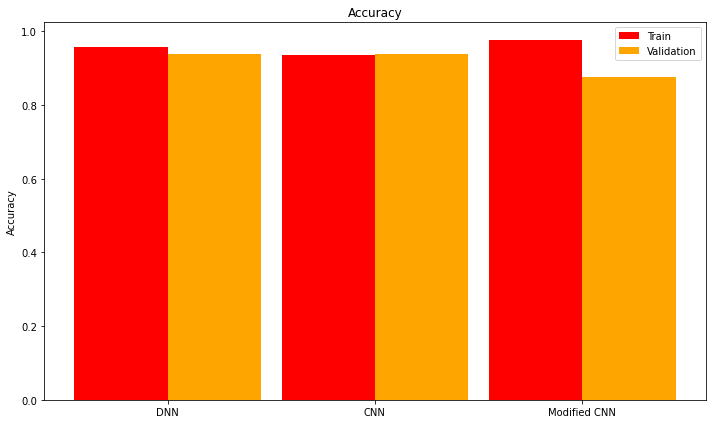 Accuracy
Train
Validation
1.0
0.8
0.6
0.4
0.2
0.0
Accuracy
DNN
CNN
Modified CNN